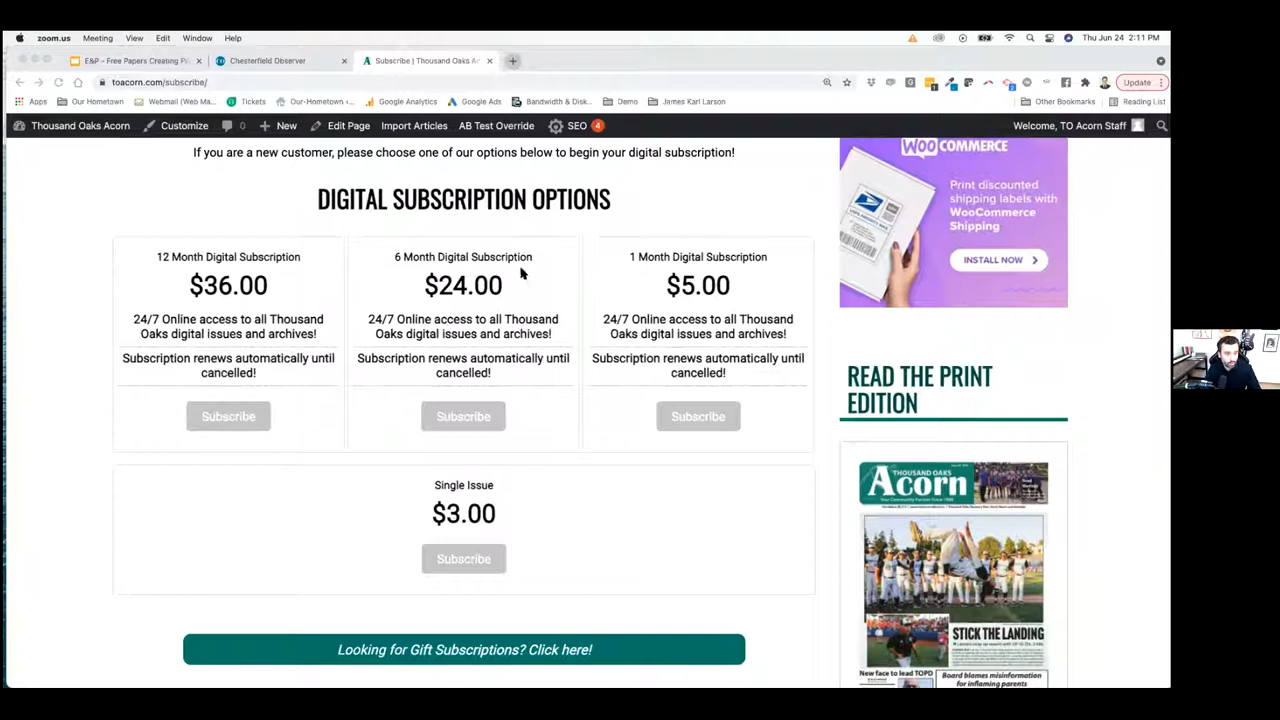 zoom.us Meeting View Edit Window Help Thu Jun 24 2:11 PM
E&P - Free Papers Creating Chesterfield Observer Subscribe | Thousand Oaks
toacorn.com/subscribe/ Update
Apps Our Hometown Webmail (Web Ma... Tickets Our-Hometown Google Analytics Google Ads Bandwidth & Disk... Demo James Karl Larson Other Bookmarks Reading List
Thousand Oaks Acorn Customize 0 New Edit Page Import Articles AB Test Override SEO 4 Welcome, TO Acorn Staff
If you are a new customer, please choose one of our options below to begin your digital subscription!
DIGITAL SUBSCRIPTION OPTIONS
12 Month Digital Subscription
$36.00
24/7 Online access to all Thousand
Oaks digital issues and archives!
Subscription renews automatically until
cancelled!
Subscribe
6 Month Digital Subscription
$24.00
24/7 Online access to all Thousand
Oaks digital issues and archives!
Subscription renews automatically until
cancelled!
Subscribe
1 Month Digital Subscription
$5.00
24/7 Online access to all Thousand
Oaks digital issues and archives!
Subscription renews automatically until
cancelled!
Subscribe
Single Issue
$3.00
Subscribe
Looking for Gift Subscriptions? Click here!
WOOCOMMERCE
Print discounted
shipping labels with
WooCommerce
Shipping
INSTALL NOW
READ THE PRINT
EDITION
THOUSAND OAKS
Acorn
Your Community Partner Since 1998
STICK THE LANDING
New face to lead TOPD
Board blames misinformation
for inflaming parents